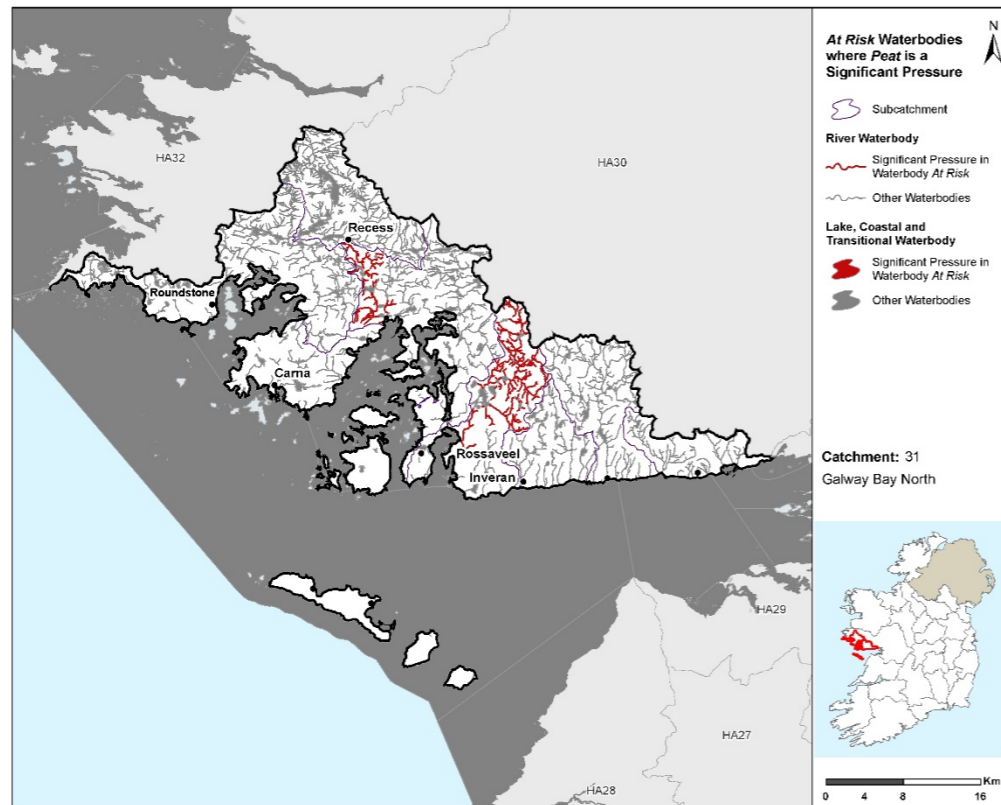 HA32
HA30
Recess
Roundstone
Carna
Rossaveel
Inveran
HA29
HA27
HA28
At Risk Waterbodies
where Peat is a
Significant Pressure
N
Subcatchment
River Waterbody
Significant Pressure in
Waterbody At Risk
Other Waterbodies
Lake, Coastal and
Transitional Waterbody
Significant Pressure in
Waterbody At Risk
Other Waterbodies
Catchment: 31
Galway Bay North
Km
0 4 8 16